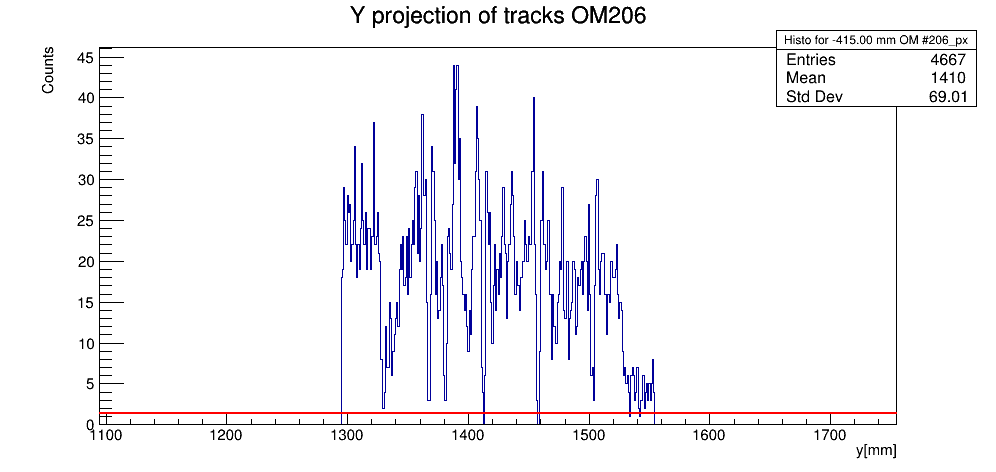 Y projection of tracks OM206
Histo for -415.00 mm OM #206_px
Entries 4667
Mean 1410
Std Dev 69.01
Counts
45
40
35
30
25
20
15
10
5
0
1100 1200 1300 1400 1500 1600 1700
y[mm]